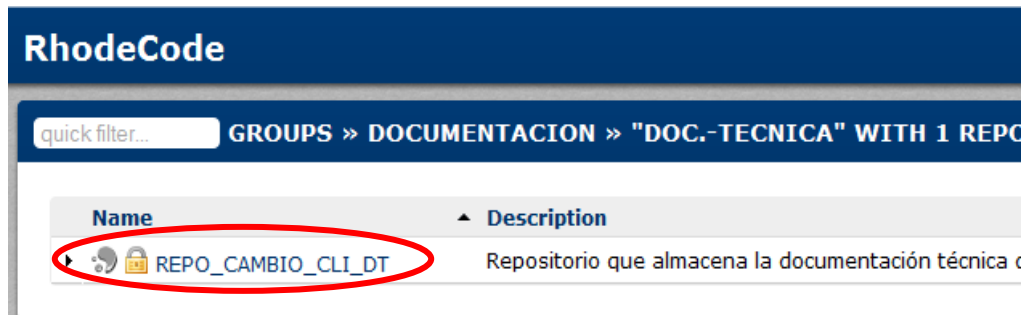 RhodeCode
quick filter... GROUPS » DOCUMENTACION » "DOC.-TECNICA" WITH 1 REPO
Name Description
REPO_CAMBIO_CLI_DT Repositorio que almacena la documentación técnica